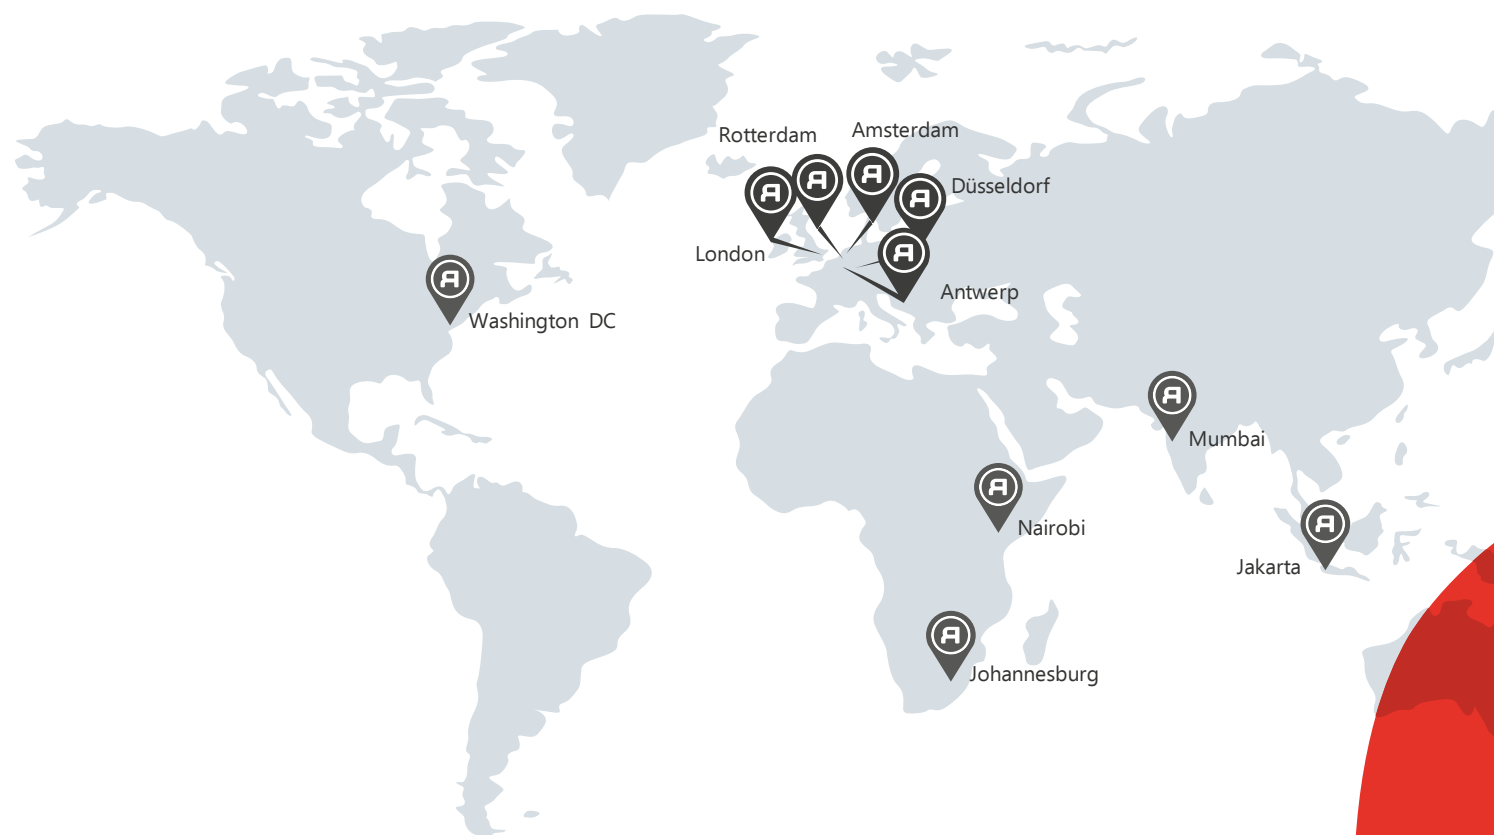 Rotterdam
Amsterdam
Düsseldorf
London
Antwerp
Washington DC
Mumbai
Nairobi
Jakarta
Johannesburg